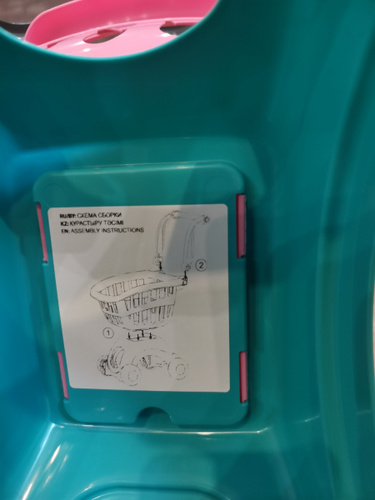 RU/BY: СХЕМА СБОРКИ
KZ: ҚҰРАСТЫРУ ТӘСІМІ
EN: ASSEMBLY INSTRUCTIONS
2
1